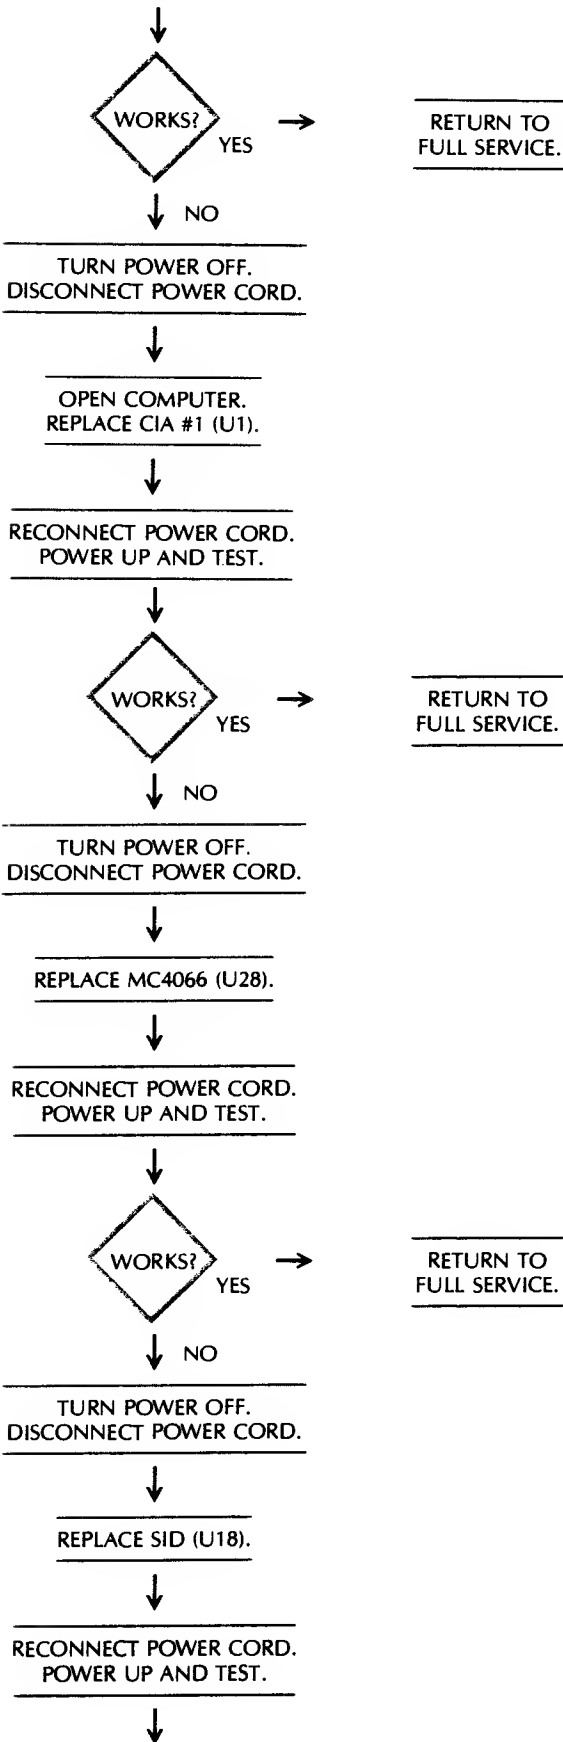 WORKS?
YES
RETURN TO
FULL SERVICE.
NO
TURN POWER OFF.
DISCONNECT POWER CORD.
OPEN COMPUTER.
REPLACE CIA #1 (U1).
RECONNECT POWER CORD.
POWER UP AND TEST.
WORKS?
YES
RETURN TO
FULL SERVICE.
NO
TURN POWER OFF.
DISCONNECT POWER CORD.
REPLACE MC4066 (U28).
RECONNECT POWER CORD.
POWER UP AND TEST.
WORKS?
YES
RETURN TO
FULL SERVICE.
NO
TURN POWER OFF.
DISCONNECT POWER CORD.
REPLACE SID (U18).
RECONNECT POWER CORD.
POWER UP AND TEST.